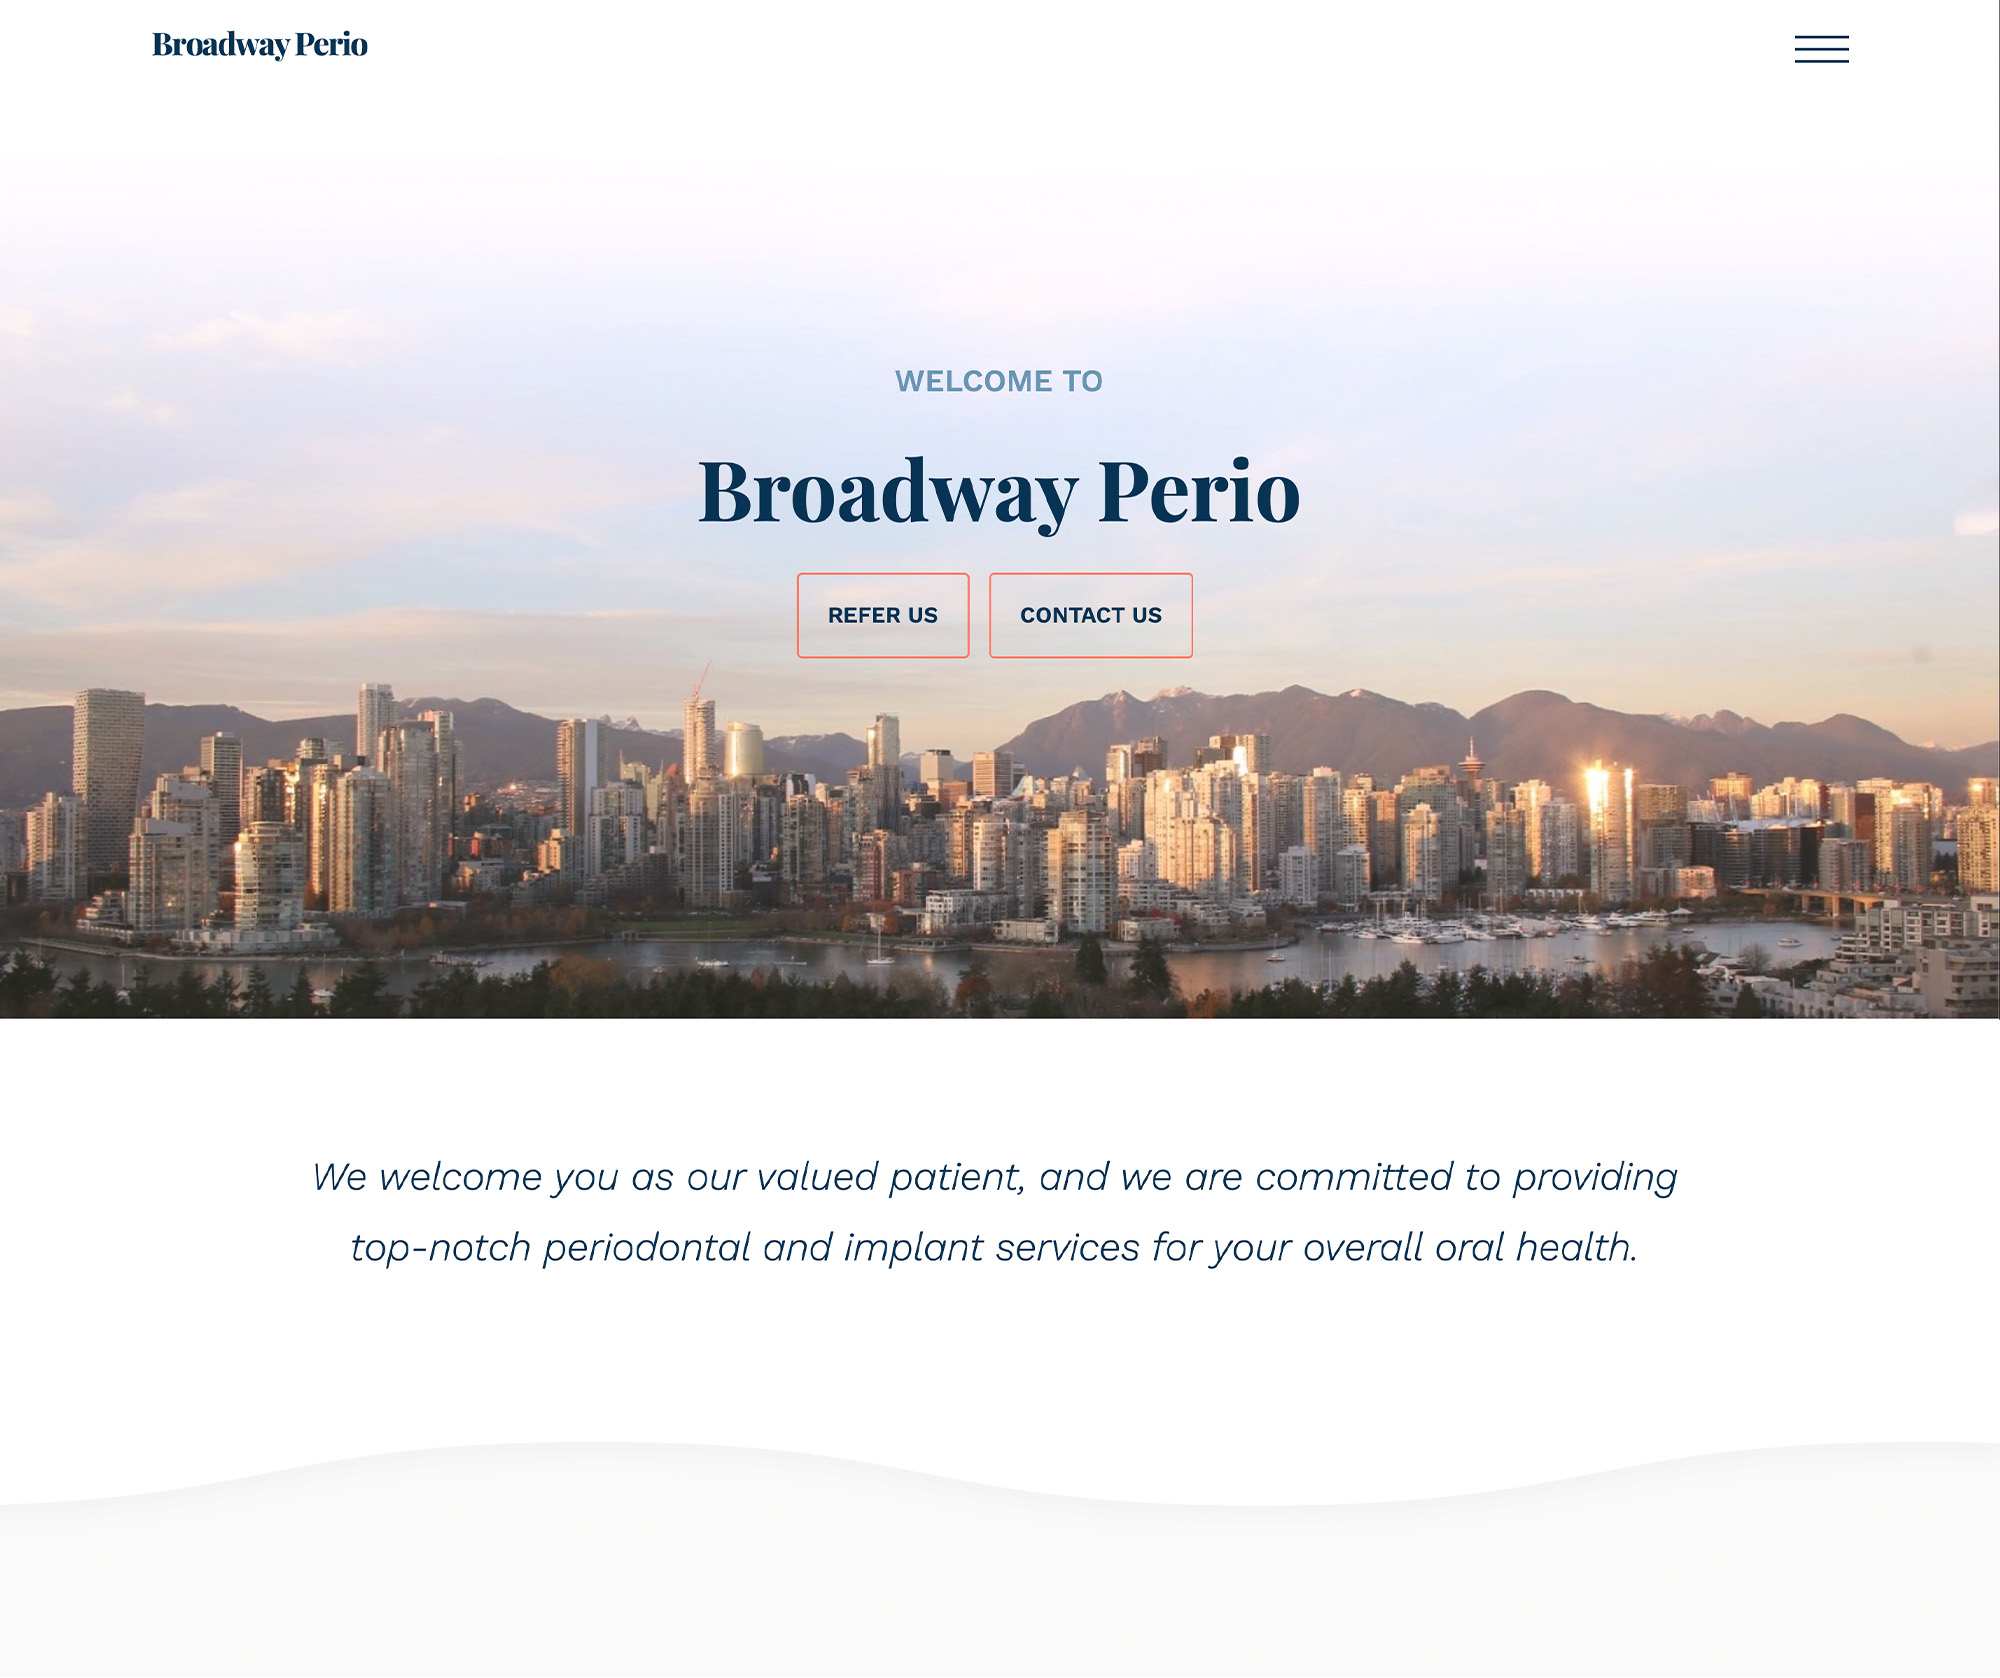 Broadway Perio
WELCOME TO
Broadway Perio
REFER US
CONTACT US
We welcome you as our valued patient, and we are committed to providing
top-notch periodontal and implant services for your overall oral health.